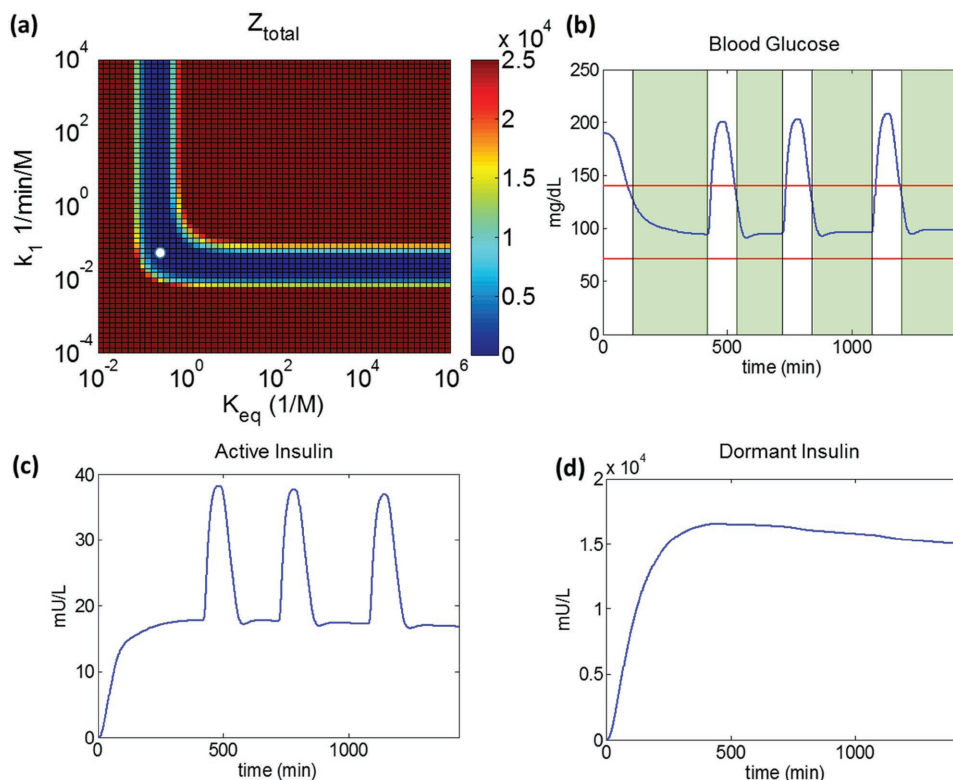 (a)
Z_total
x 10^4
10^4
10^2
10^0
10^-2
10^-4
k_1 1/min/M
10^-2 10^0 10^2 10^4 10^6
K_eq (1/M)
2.5
2
1.5
1
0.5
0
(b)
Blood Glucose
250
200
150
100
50
0
mg/dL
0 500 1000
time (min)
(c)
Active Insulin
40
30
20
10
0
mU/L
0 500 1000
time (min)
(d)
Dormant Insulin
x 10^4
2
1.5
1
0.5
0
mU/L
0 500 1000
time (min)